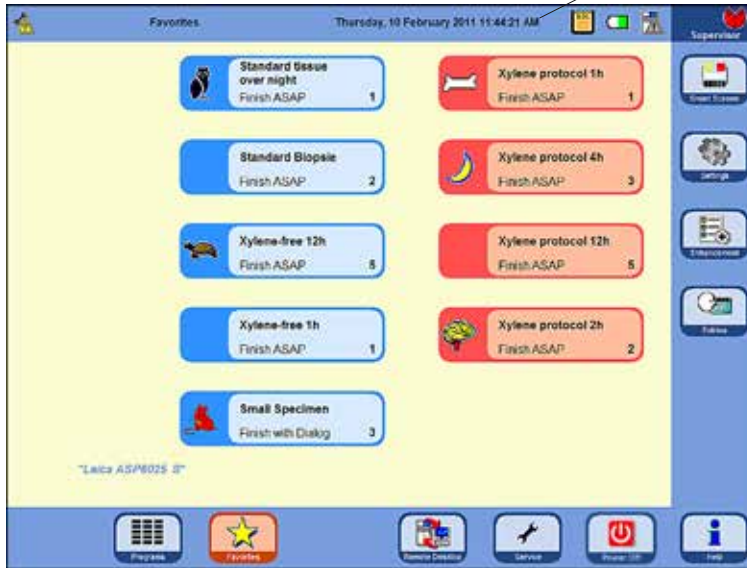 Favorites
Thursday, 10 February 2011 11:44:21 AM
Supervisor
Standard tissue
over night
Finish ASAP 1
Standard Biopsie
Finish ASAP 2
Xylene-free 12h
Finish ASAP 5
Xylene-free 1h
Finish ASAP 1
Small Specimen
Finish with Dialog 3
Xylene protocol 1h
Finish ASAP 1
Xylene protocol 4h
Finish ASAP 3
Xylene protocol 12h
Finish ASAP 5
Xylene protocol 2h
Finish ASAP 2
Smart Screen
Settings
"Leica ASP6025 S"
Programs
Favorites
Remote Desktop
Service
Power Off
Help